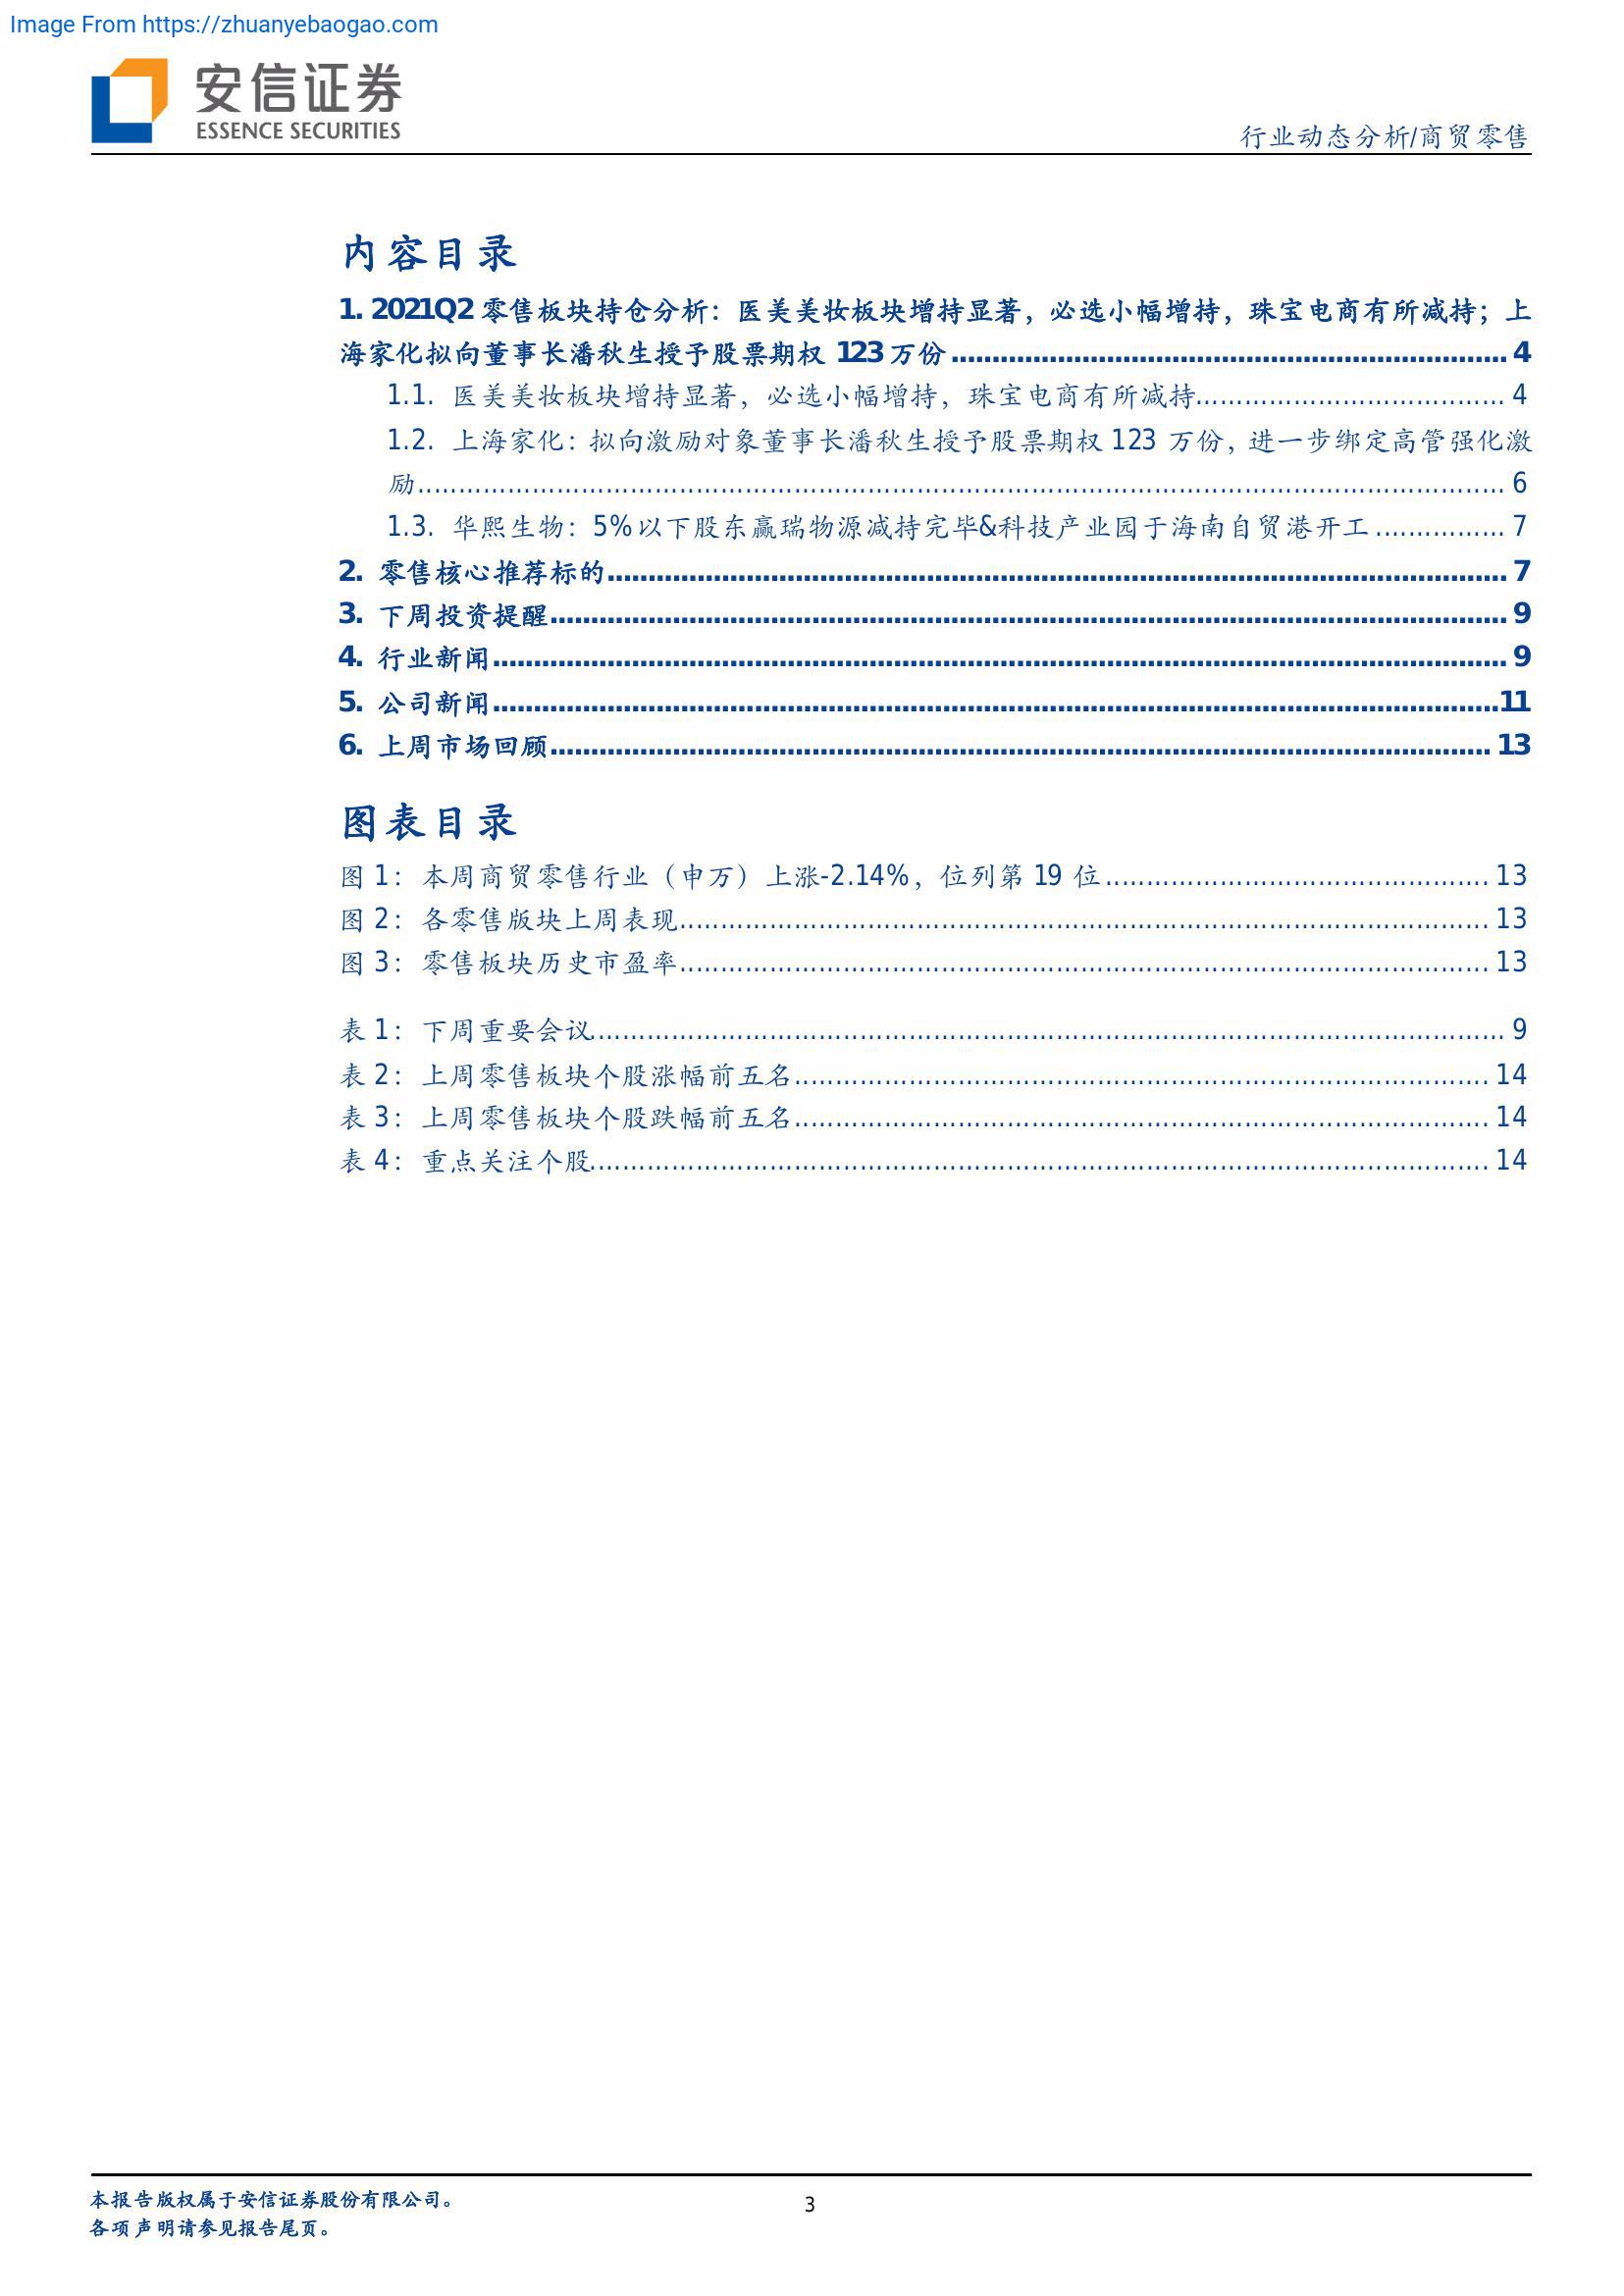 Image From https://zhuanyebaogao.com
安信证券
ESSENCE SECURITIES
行业动态分析/商贸零售
内容目录
1. 2021Q2 零售板块持仓分析：医美美妆板块增持显著，必选小幅增持，珠宝电商有所减持；上
海家化拟向董事长潘秋生授予股票期权 123 万份 ........ 4
1.1. 医美美妆板块增持显著，必选小幅增持，珠宝电商有所减持........ 4
1.2. 上海家化：拟向激励对象董事长潘秋生授予股票期权 123 万份，进一步绑定高管强化激
励........ 6
1.3. 华熙生物：5%以下股东赢瑞物源减持完毕&科技产业园于海南自贸港开工........ 7
2. 零售核心推荐标的........ 7
3. 下周投资提醒........ 9
4. 行业新闻........ 9
5. 公司新闻........11
6. 上周市场回顾........ 13
图表目录
图 1：本周商贸零售行业（申万）上涨-2.14%，位列第 19 位........ 13
图 2：各零售版块上周表现........ 13
图 3：零售板块历史市盈率........ 13
表 1：下周重要会议........ 9
表 2：上周零售板块个股涨幅前五名........ 14
表 3：上周零售板块个股跌幅前五名........ 14
表 4：重点关注个股........ 14
本报告版权属于安信证券股份有限公司。
各项声明请参见报告尾页。
3